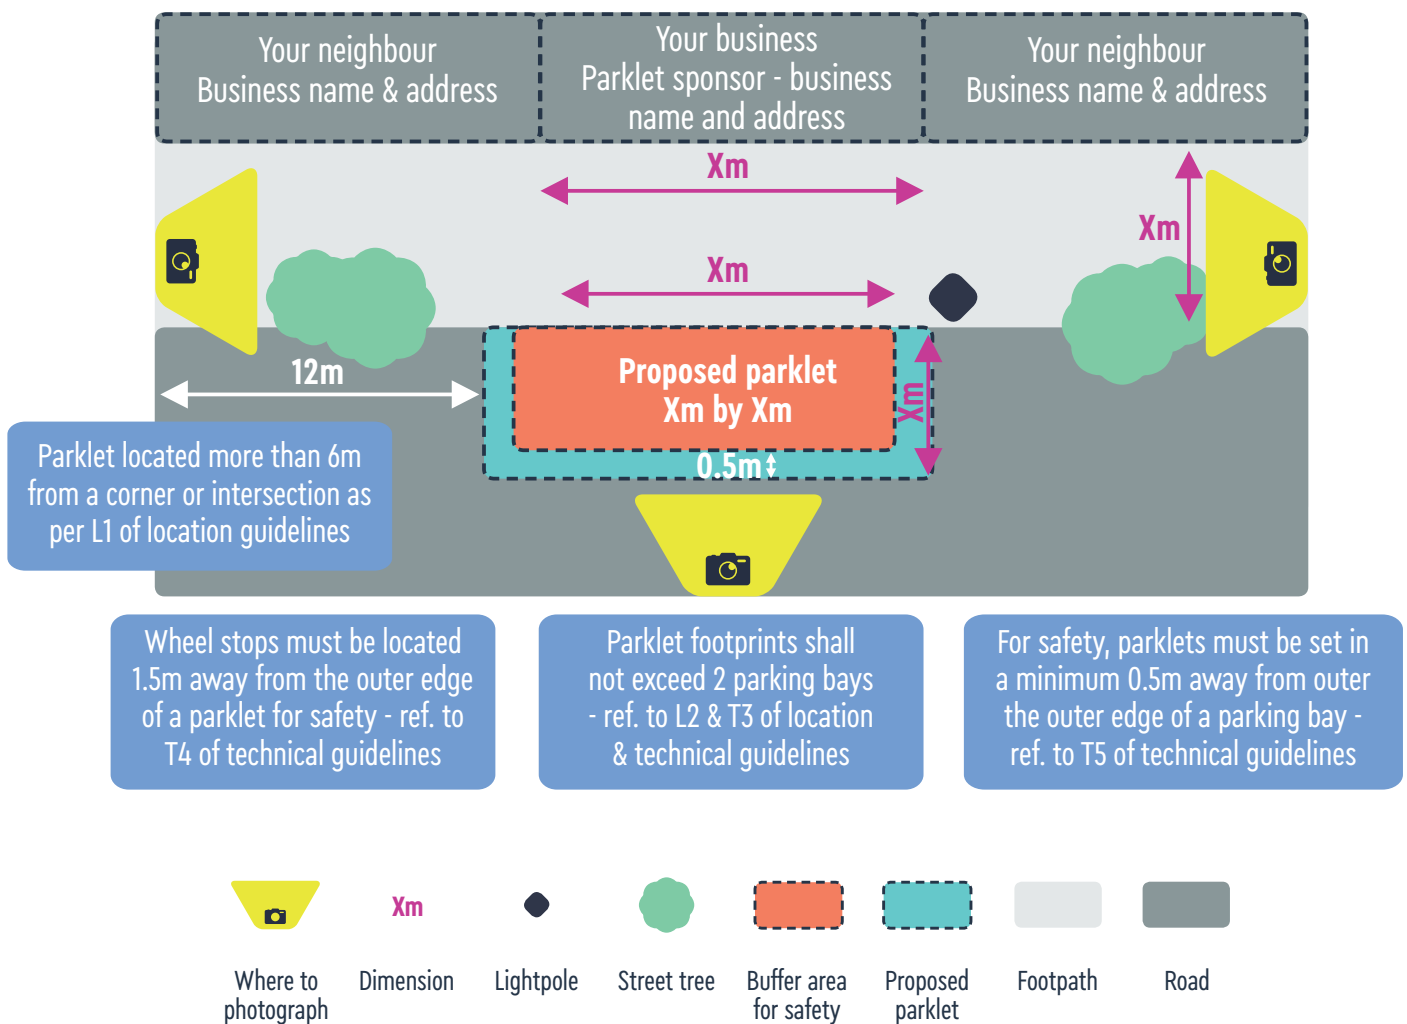 Your neighbour
Business name & address
Your business
Parklet sponsor - business
name and address
Your neighbour
Business name & address
Xm
Xm
Xm
12m
Proposed parklet
Xm by Xm
Xm
0.5m
Parklet located more than 6m
from a corner or intersection as
per L1 of location guidelines
Wheel stops must be located
1.5m away from the outer edge
of a parklet for safety - ref. to
T4 of technical guidelines
Parklet footprints shall
not exceed 2 parking bays
- ref. to L2 & T3 of location
& technical guidelines
For safety, parklets must be set in
a minimum 0.5m away from outer
the outer edge of a parking bay -
ref. to T5 of technical guidelines
Xm
Where to
photograph
Dimension
Lightpole
Street tree
Buffer area
for safety
Proposed
parklet
Footpath
Road